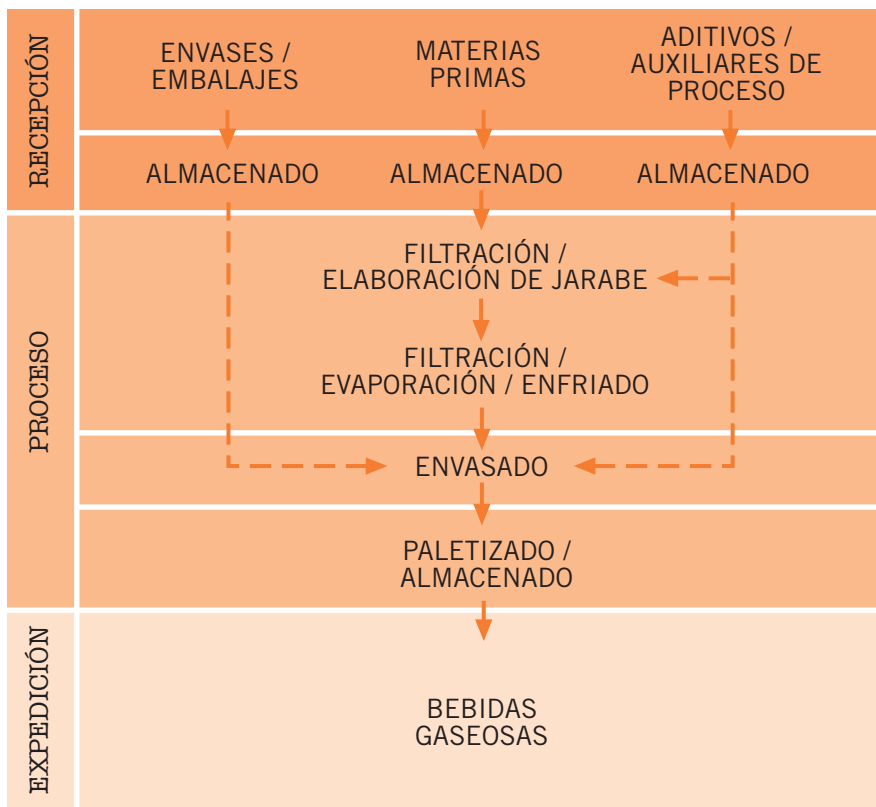 RECEPCIÓN
ENVASES /
EMBALAJES
MATERIAS
PRIMAS
ADITIVOS /
AUXILIARES DE
PROCESO
ALMACENADO
ALMACENADO
ALMACENADO
PROCESO
FILTRACIÓN /
ELABORACIÓN DE JARABE
FILTRACIÓN /
EVAPORACIÓN / ENFRIADO
ENVASADO
PALETIZADO /
ALMACENADO
EXPEDICIÓN
BEBIDAS
GASEOSAS